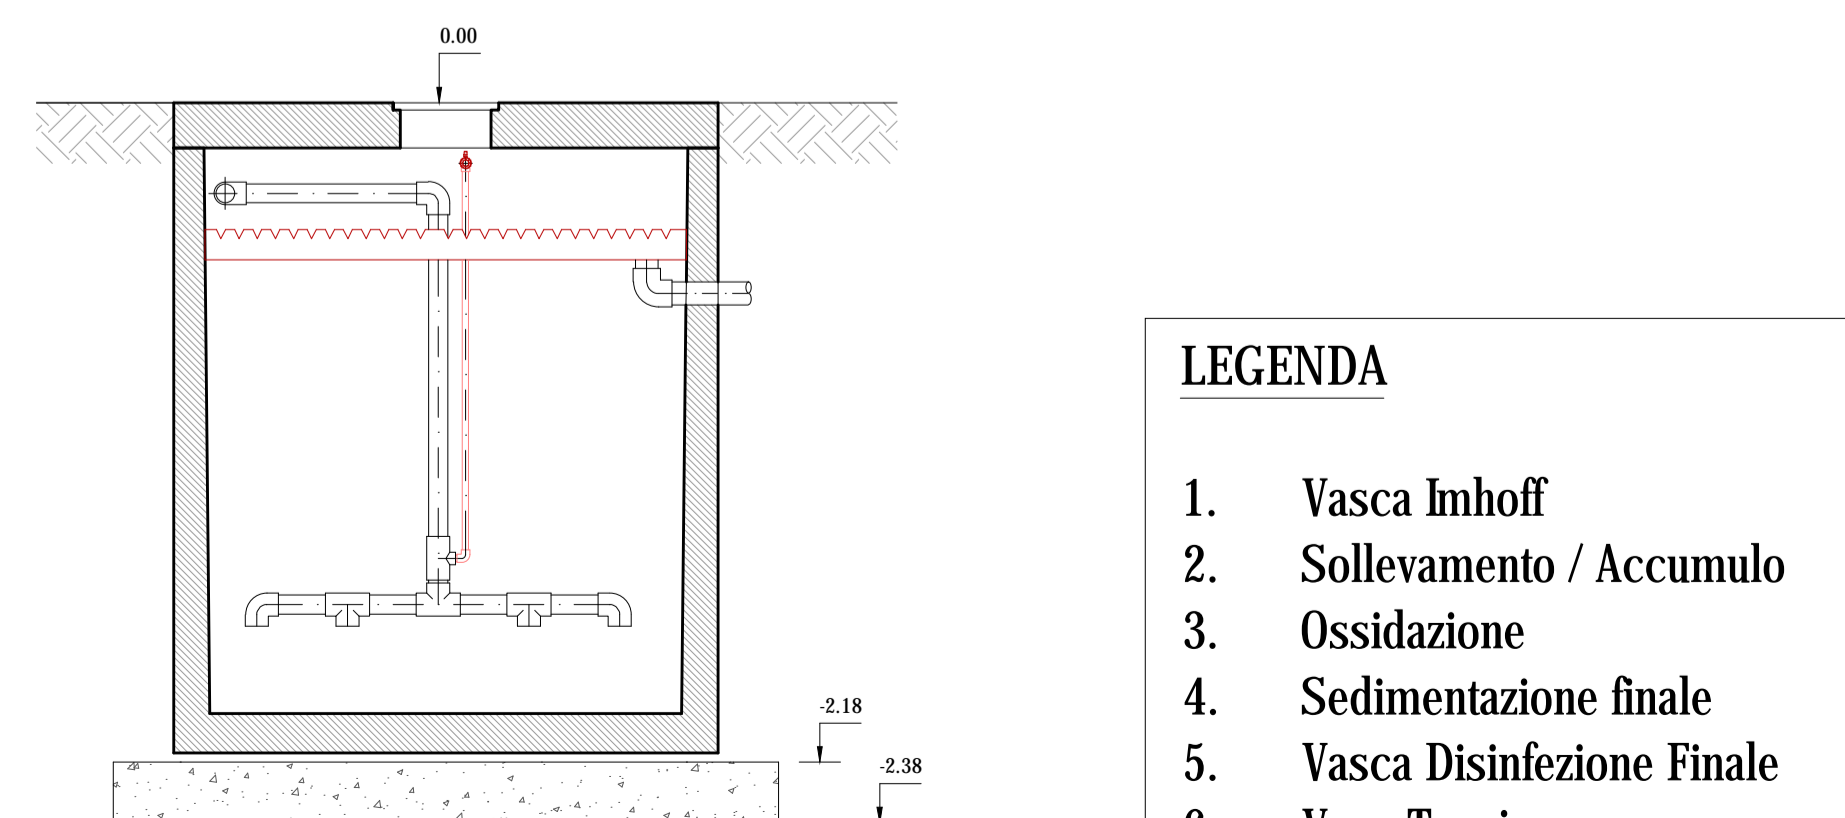 0.00
-2.18
-2.38
LEGENDA
1. Vasca Imhoff
2. Sollevamento / Accumulo
3. Ossidazione
4. Sedimentazione finale
5. Vasca Disinfezione Finale